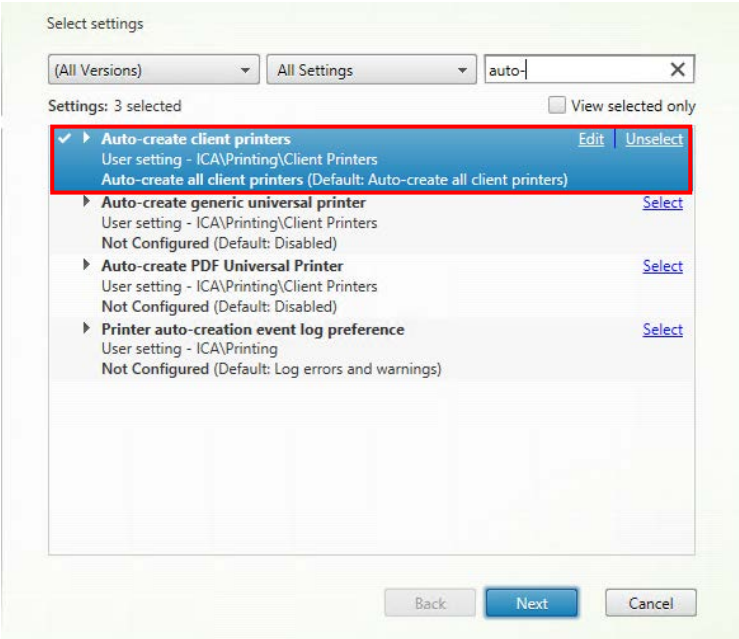 Select settings
(All Versions) All Settings auto-
Settings: 3 selected View selected only
Auto-create client printers Edit Unselect
User setting - ICA\Printing\Client Printers
Auto-create all client printers (Default: Auto-create all client printers)
Auto-create generic universal printer Select
User setting - ICA\Printing\Client Printers
Not Configured (Default: Disabled)
Auto-create PDF Universal Printer Select
User setting - ICA\Printing\Client Printers
Not Configured (Default: Disabled)
Printer auto-creation event log preference Select
User setting - ICA\Printing
Not Configured (Default: Log errors and warnings)
Back Next Cancel